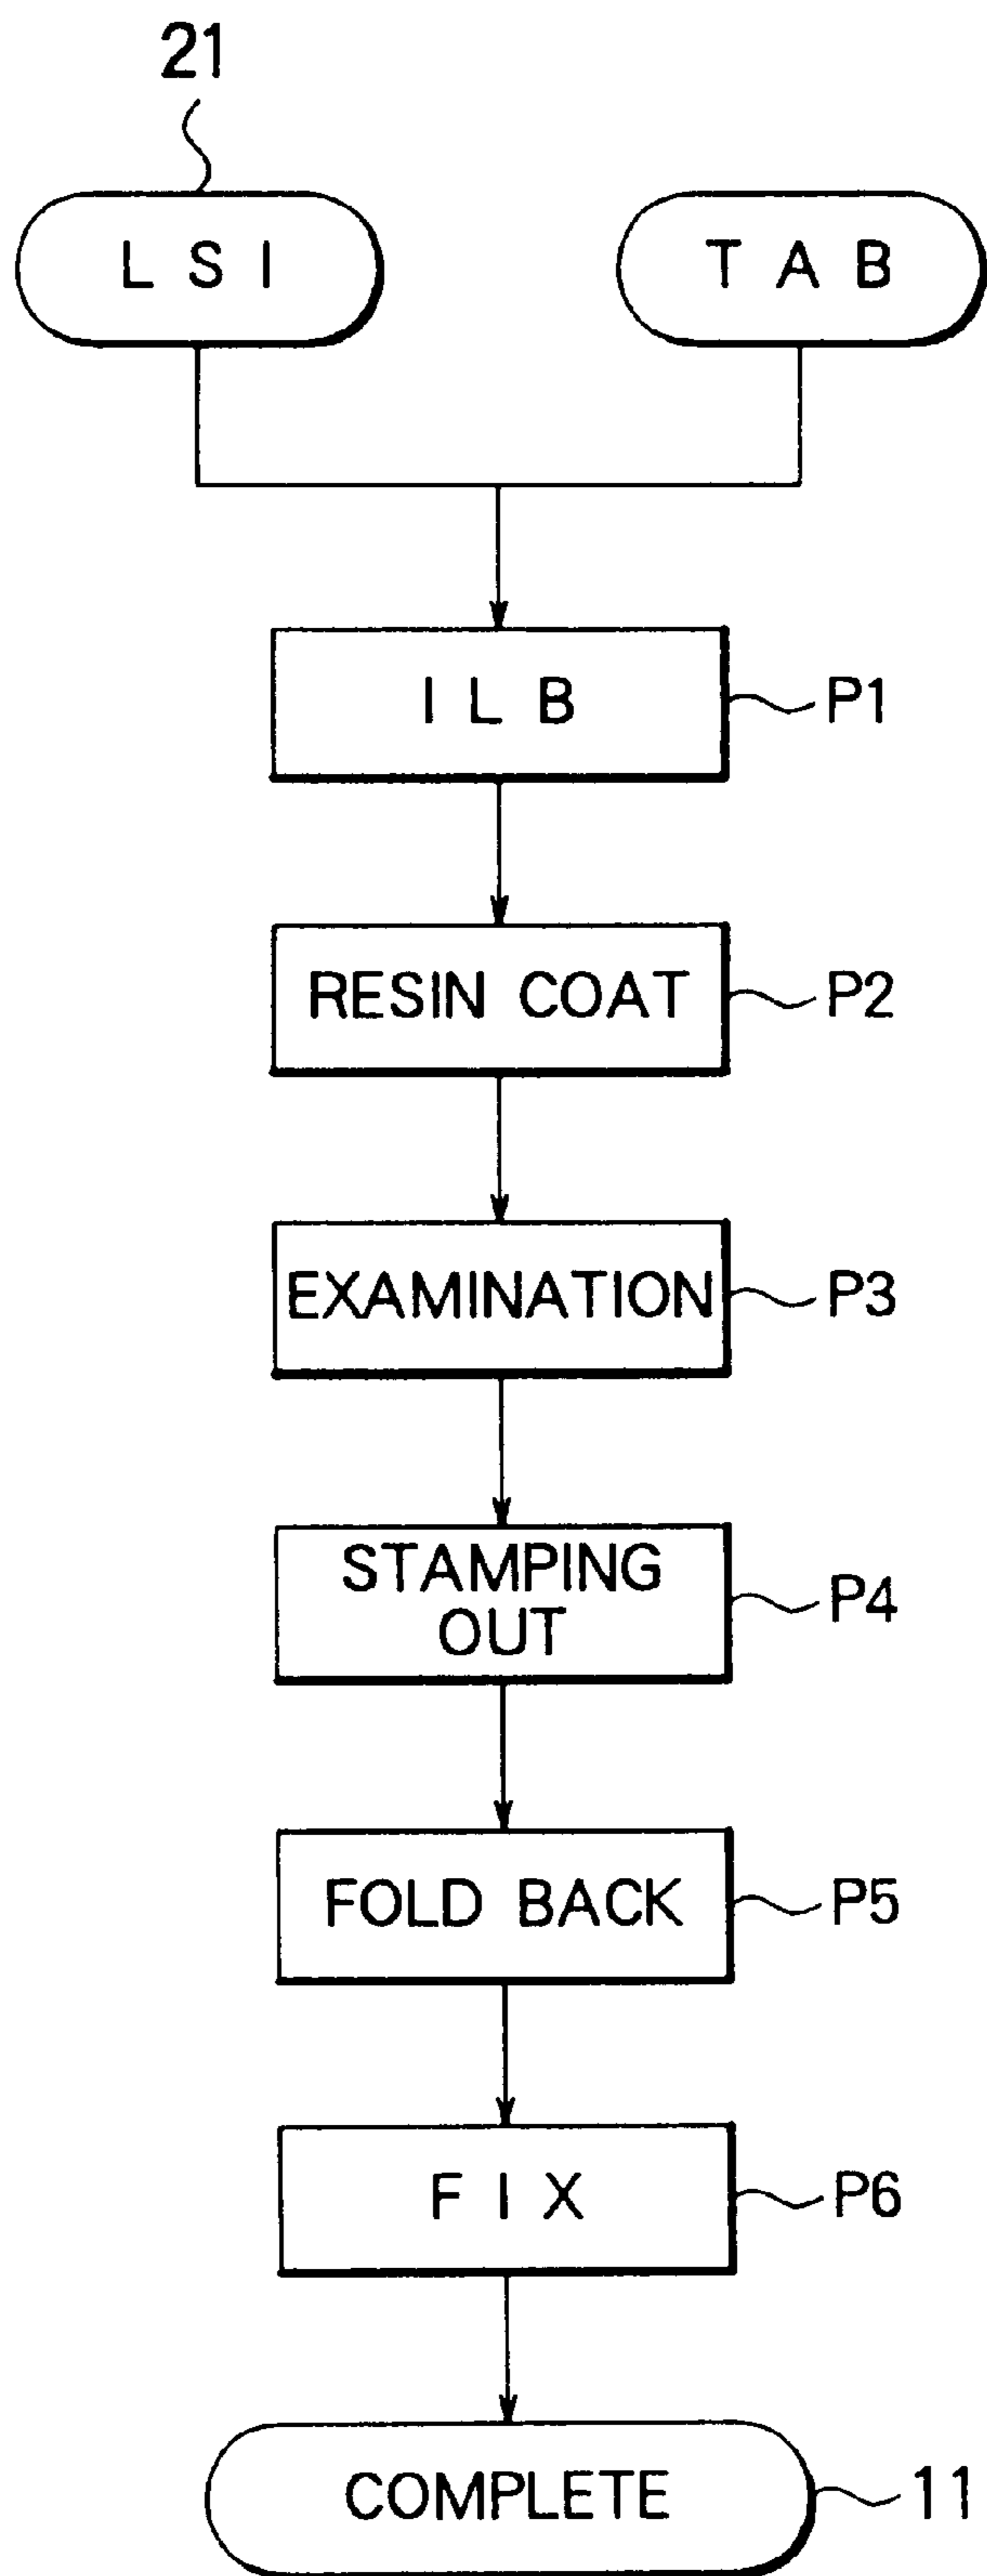 21
LSI
TAB
ILB
P1
RESIN COAT
P2
EXAMINATION
P3
STAMPING
OUT
P4
FOLD BACK
P5
FIX
P6
COMPLETE
11